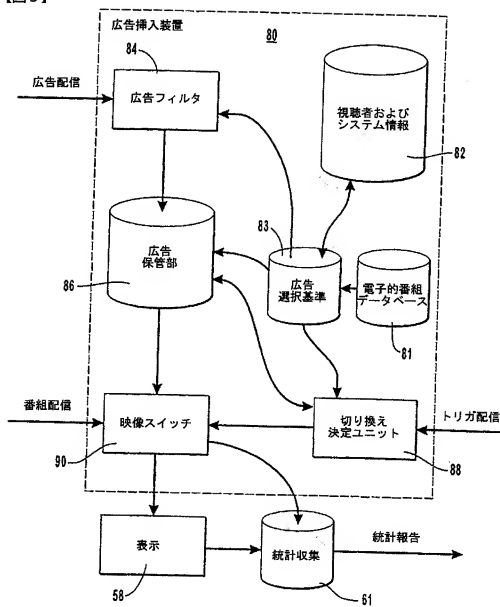 広告挿入装置
80
84
広告配信
広告フィルタ
視聴者および
システム情報
82
83
広告
保管部
86
広告
選択基準
電子的番組
データベース
81
番組配信
映像スイッチ
90
切り換え
決定ユニット
88
トリガ配信
表示
58
統計収集
61
統計報告